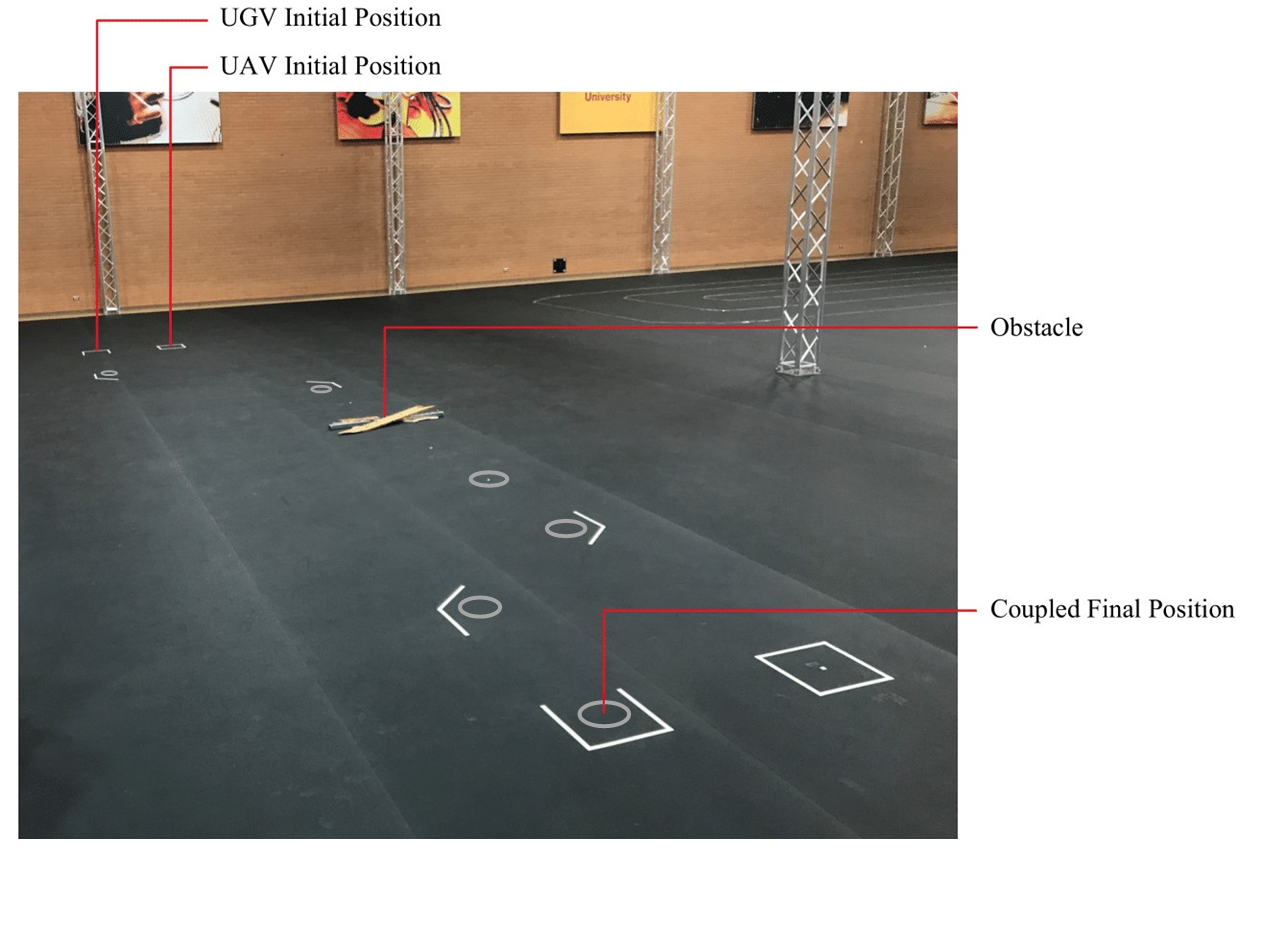 UGV Initial Position
UAV Initial Position
University
Obstacle
Coupled Final Position